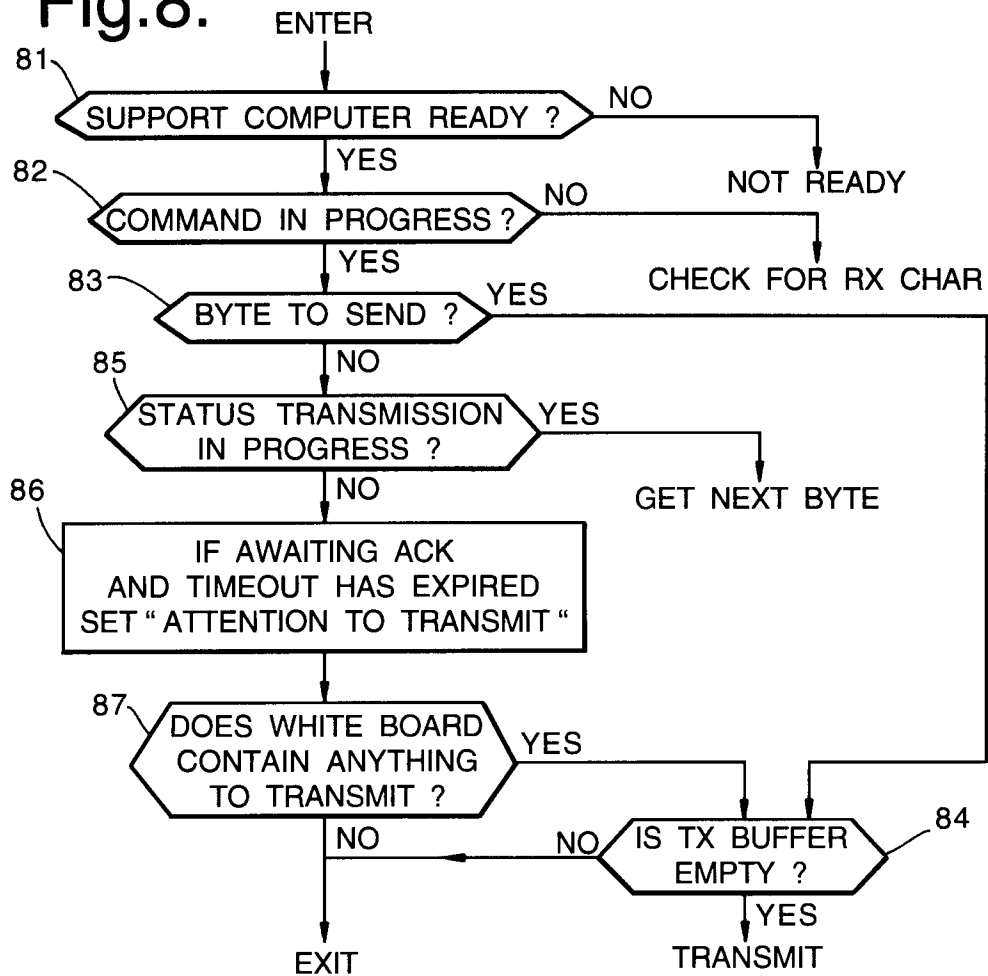 Fig.8.
ENTER
81
SUPPORT COMPUTER READY ?
NO
YES
NOT READY
82
COMMAND IN PROGRESS ?
NO
YES
CHECK FOR RX CHAR
83
BYTE TO SEND ?
YES
NO
85
STATUS TRANSMISSION
IN PROGRESS ?
YES
NO
GET NEXT BYTE
86
IF AWAITING ACK
AND TIMEOUT HAS EXPIRED
SET “ ATTENTION TO TRANSMIT “
87
DOES WHITE BOARD
CONTAIN ANYTHING
TO TRANSMIT ?
YES
NO
84
IS TX BUFFER
EMPTY ?
NO
YES
TRANSMIT
EXIT